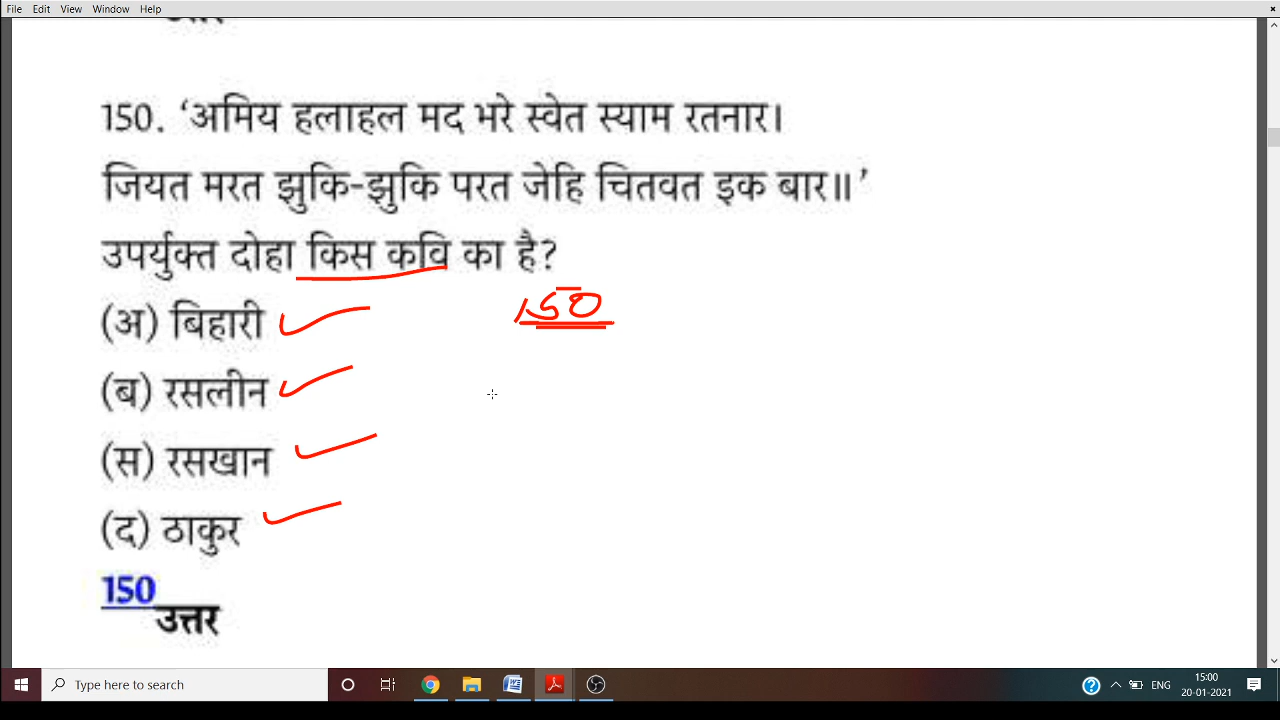 File Edit View Window Help
150. ‘अमिय हलाहल मद भरे स्वेत स्याम रतनार।
जियत मरत झुकि-झुकि परत जेहि चितवत इक बार॥’
उपर्युक्त दोहा किस कवि का है?
150
(अ) बिहारी
(ब) रसलीन
(स) रसखान
(द) ठाकुर
150
उत्तर
Type here to search
ENG
15:00
20-01-2021